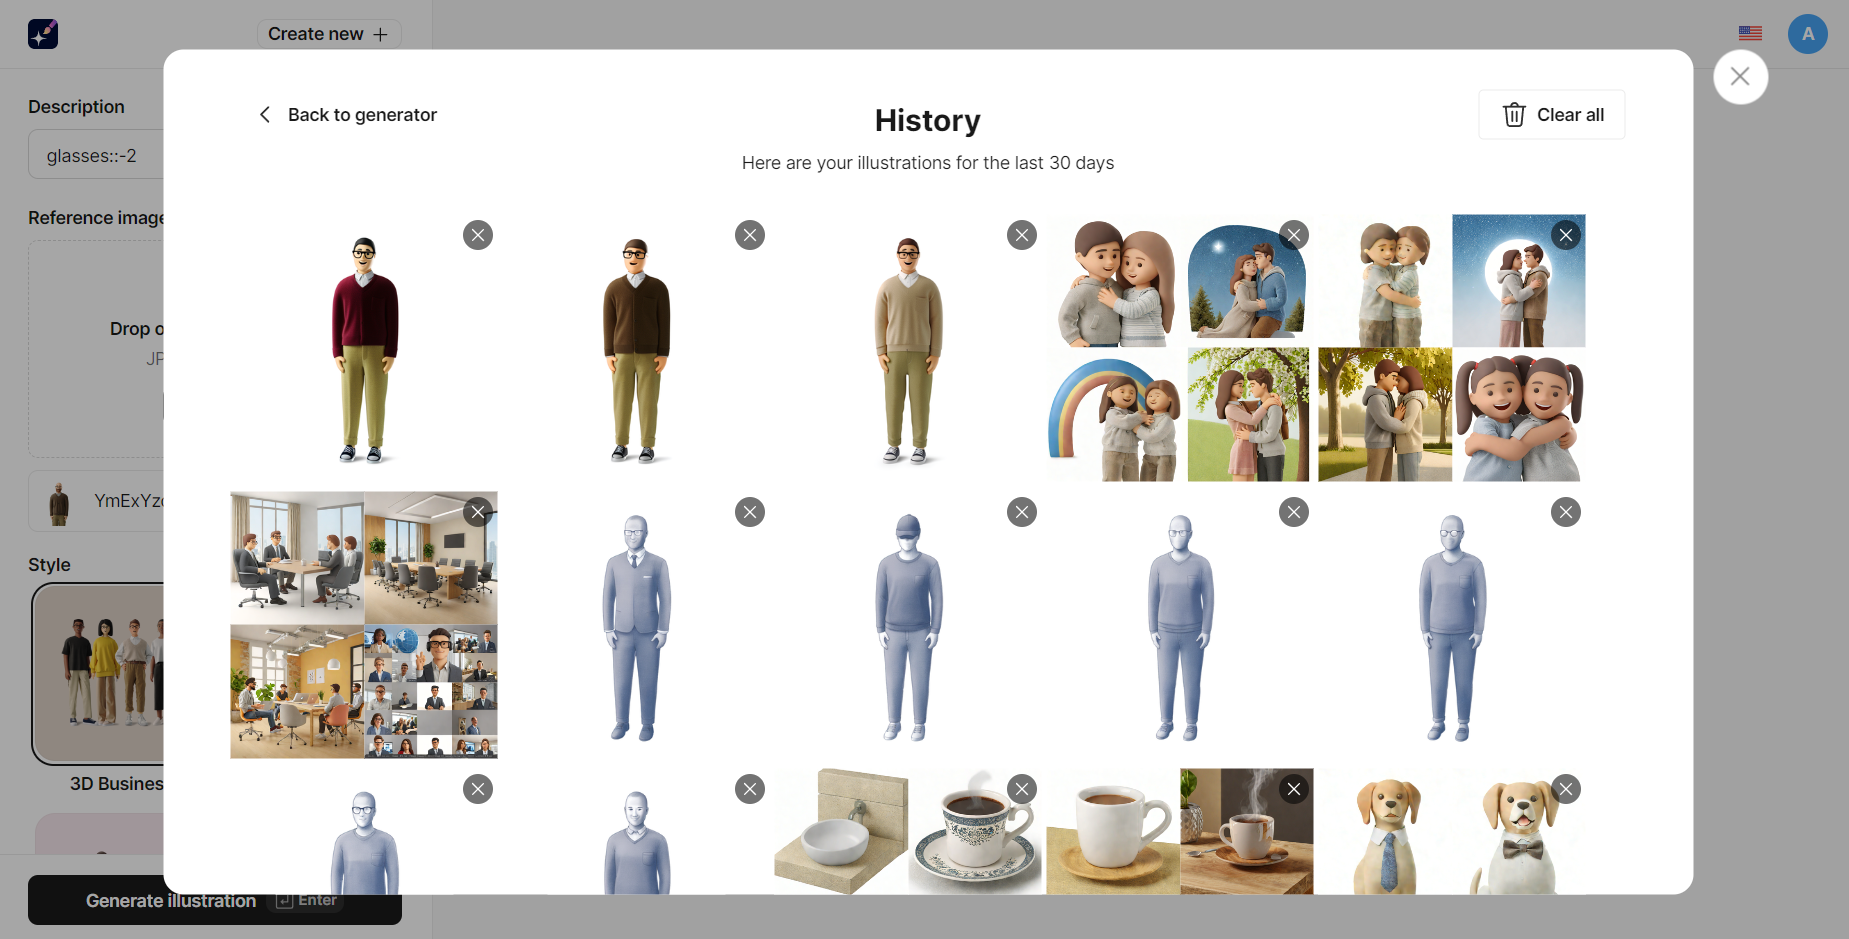 Create new
A
Description
glasses::-2
Reference image
Drop o
JP
YmExYz
Style
3D Busines
Generate illustration
Enter
Back to generator
History
Clear all
Here are your illustrations for the last 30 days